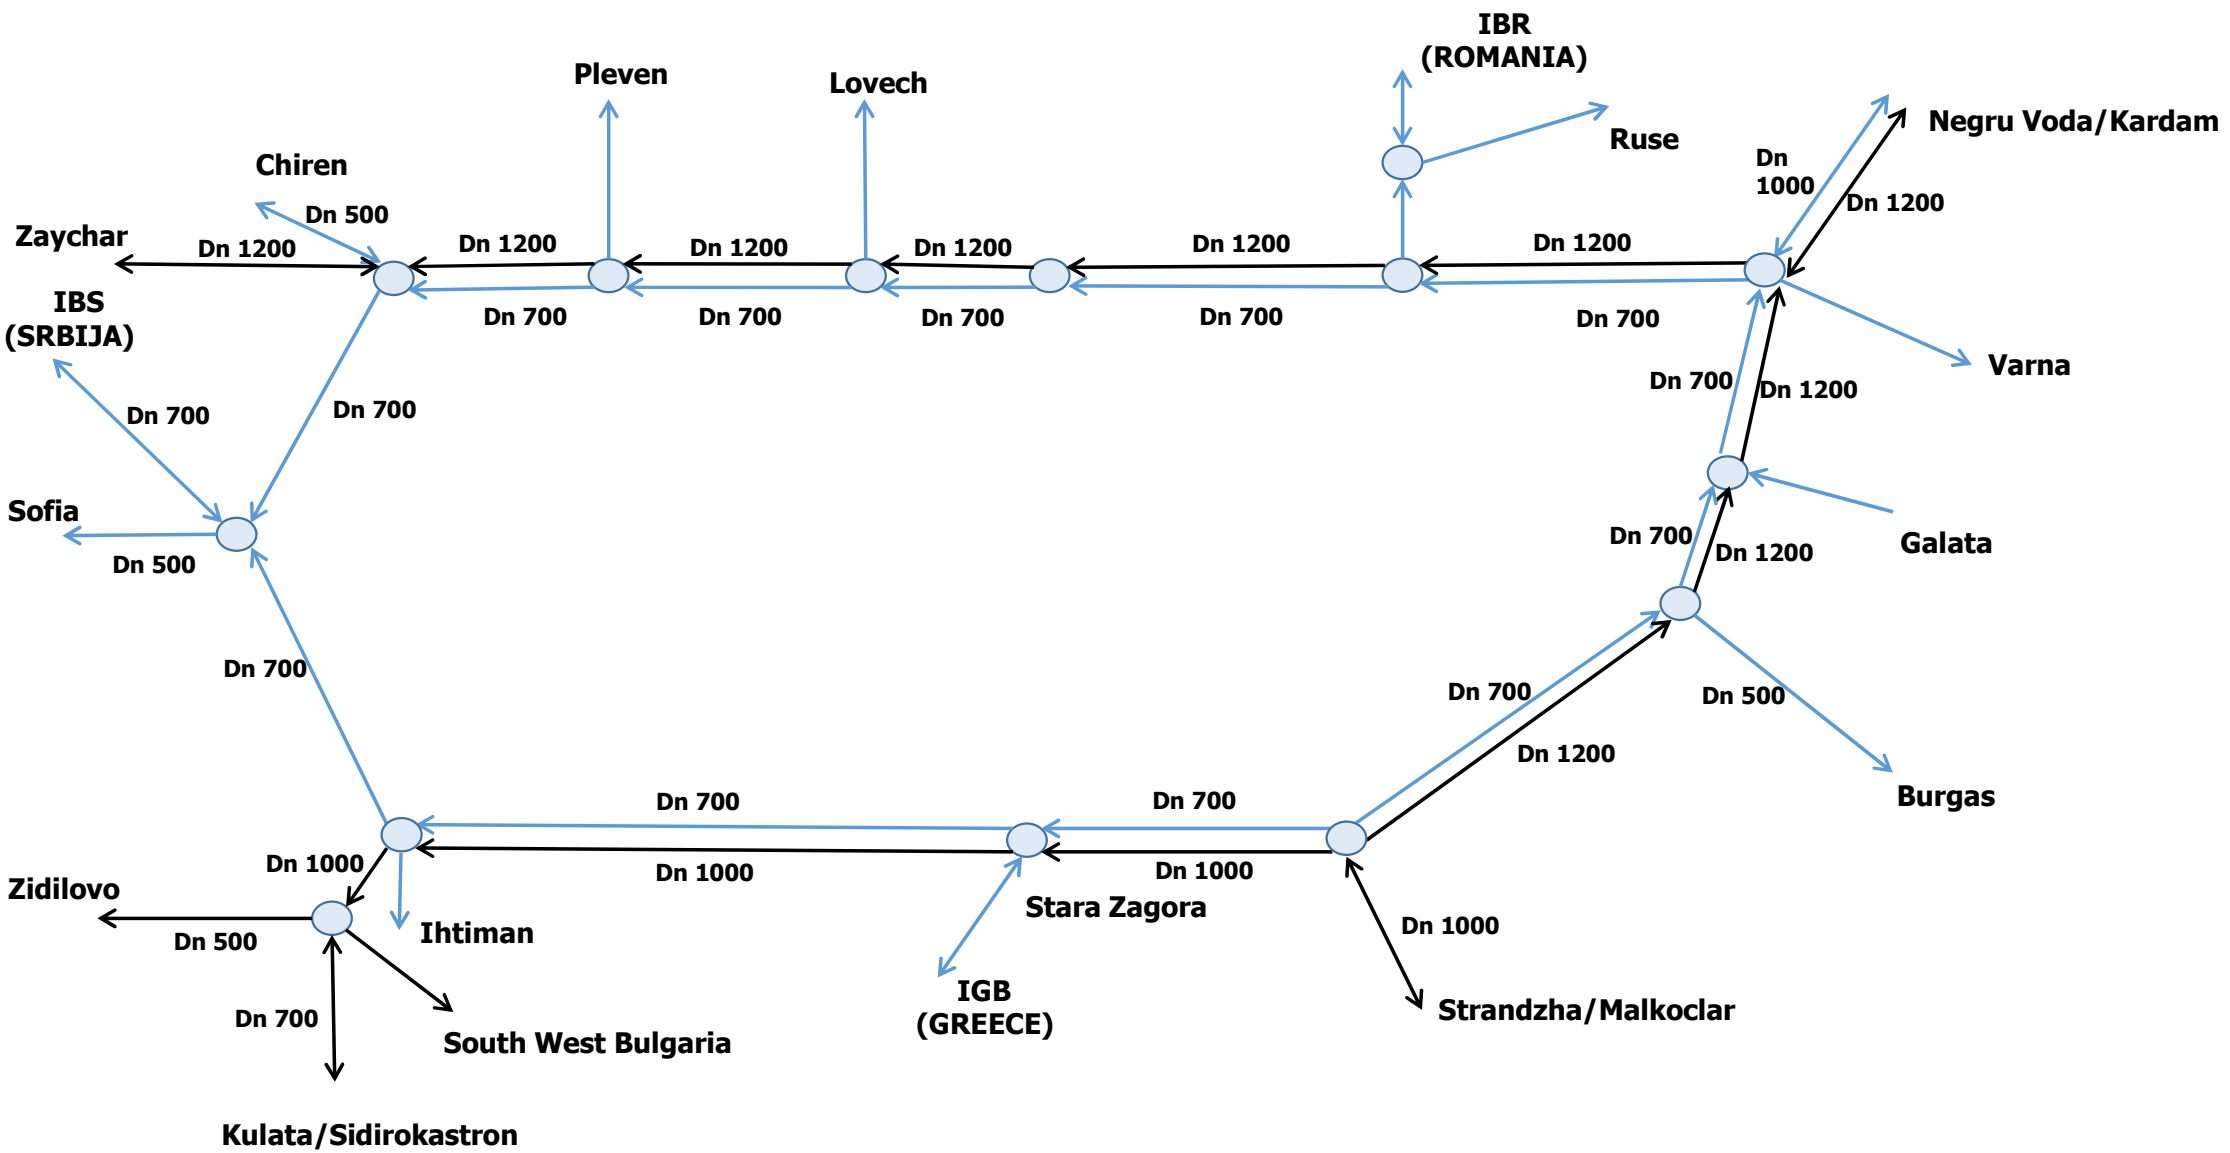 IBR
(ROMANIA)
Pleven
Lovech
Negru Voda/Kardam
Ruse
Chiren
Dn
1000
Dn 500
Dn 1200
Zaychar
Dn 1200
Dn 1200
Dn 1200
Dn 1200
Dn 1200
Dn 1200
IBS
(SRBIJA)
Dn 700
Dn 700
Dn 700
Dn 700
Dn 700
Varna
Dn 700
Dn 1200
Dn 700
Dn 700
Sofia
Dn 500
Dn 700
Dn 1200
Galata
Dn 700
Dn 700
Dn 500
Dn 1200
Burgas
Dn 700
Dn 700
Dn 1000
Dn 1000
Dn 1000
Zidilovo
Dn 500
Ihtiman
Stara Zagora
Dn 1000
IGB
(GREECE)
Strandzha/Malkoclar
Dn 700
South West Bulgaria
Kulata/Sidirokastron